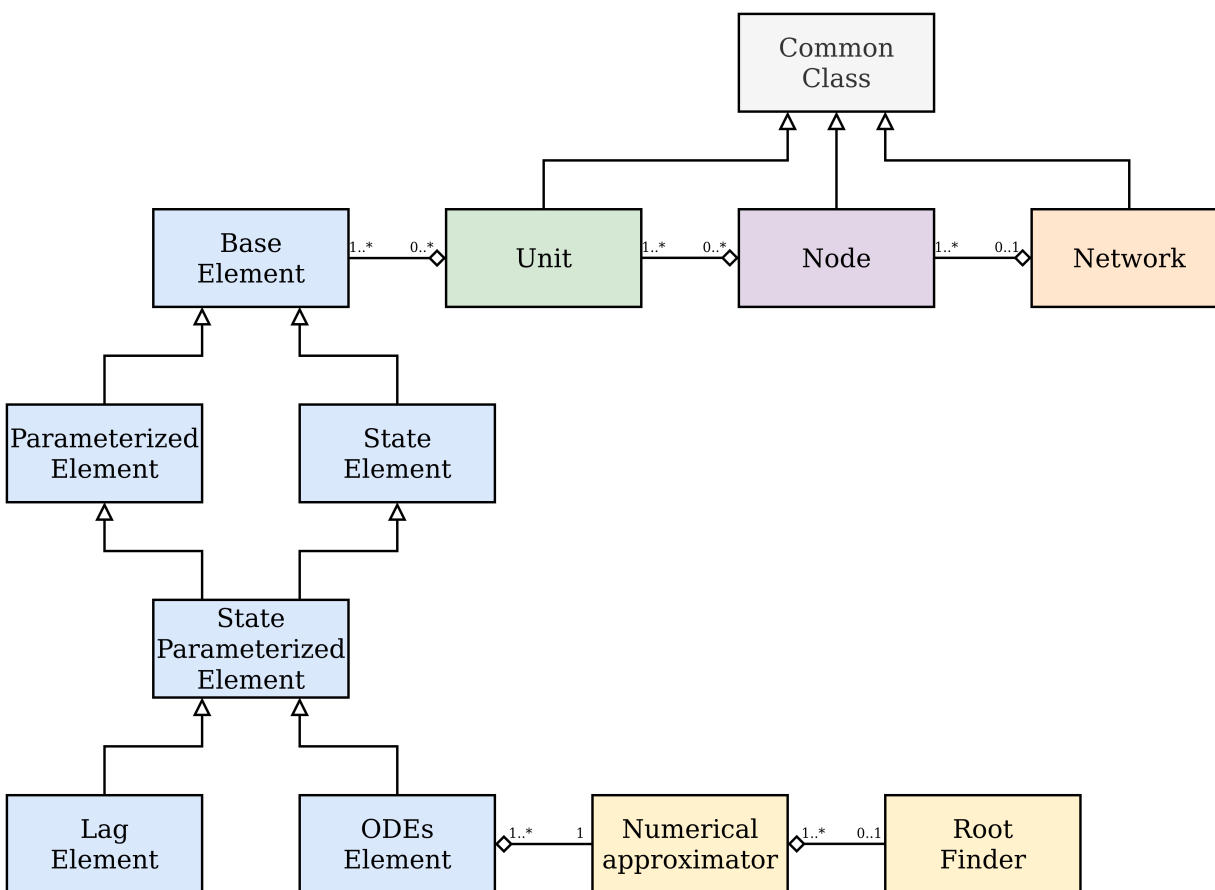 Common
Class
Base
Element
1..*
0..*
Unit
1..*
0..*
Node
1..*
0..1
Network
Parameterized
Element
State
Element
State
Parameterized
Element
Lag
Element
ODEs
Element
1..*
1
Numerical
approximator
1..*
0..1
Root
Finder